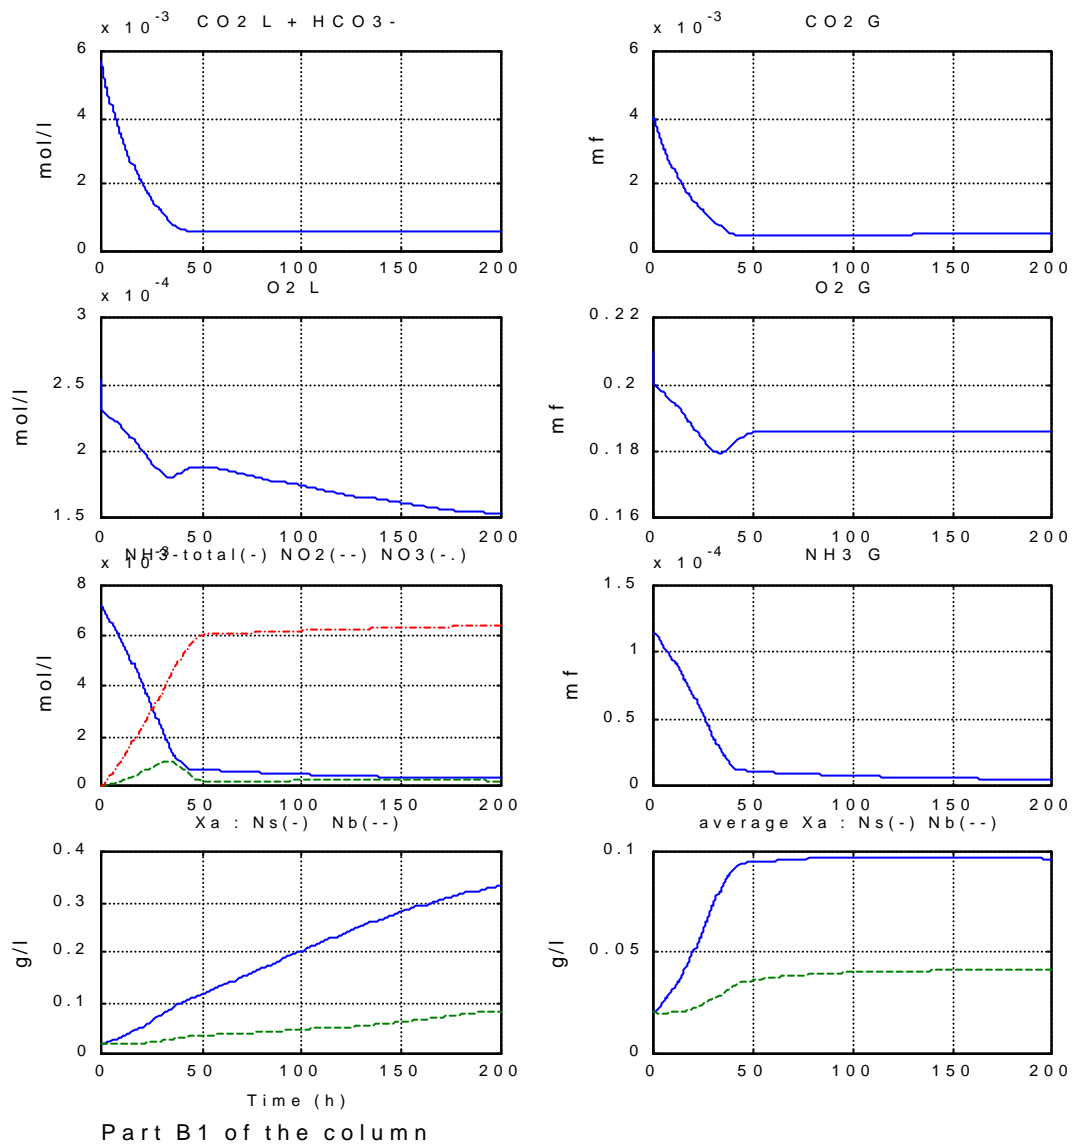 x 10^-3 CO2 L + HCO3-
6
4
2
0
mol/l
0 50 100 150 200
x 10^-3 CO2 G
6
4
2
0
mf
0 50 100 150 200
x 10^-4 O2 L
3
2.5
2
1.5
mol/l
0 50 100 150 200
O2 G
0.22
0.2
0.18
0.16
mf
0 50 100 150 200
NH3-total(-) NO2(--) NO3(-.)
x 10^-3
8
6
4
2
0
mol/l
0 50 100 150 200
x 10^-4 NH3 G
1.5
1
0.5
0
mf
0 50 100 150 200
Xa : Ns(-) Nb(--)
0.4
0.3
0.2
0.1
0
g/l
0 50 100 150 200
Time (h)
average Xa : Ns(-) Nb(--)
0.1
0.05
0
g/l
0 50 100 150 200
Part B1 of the column